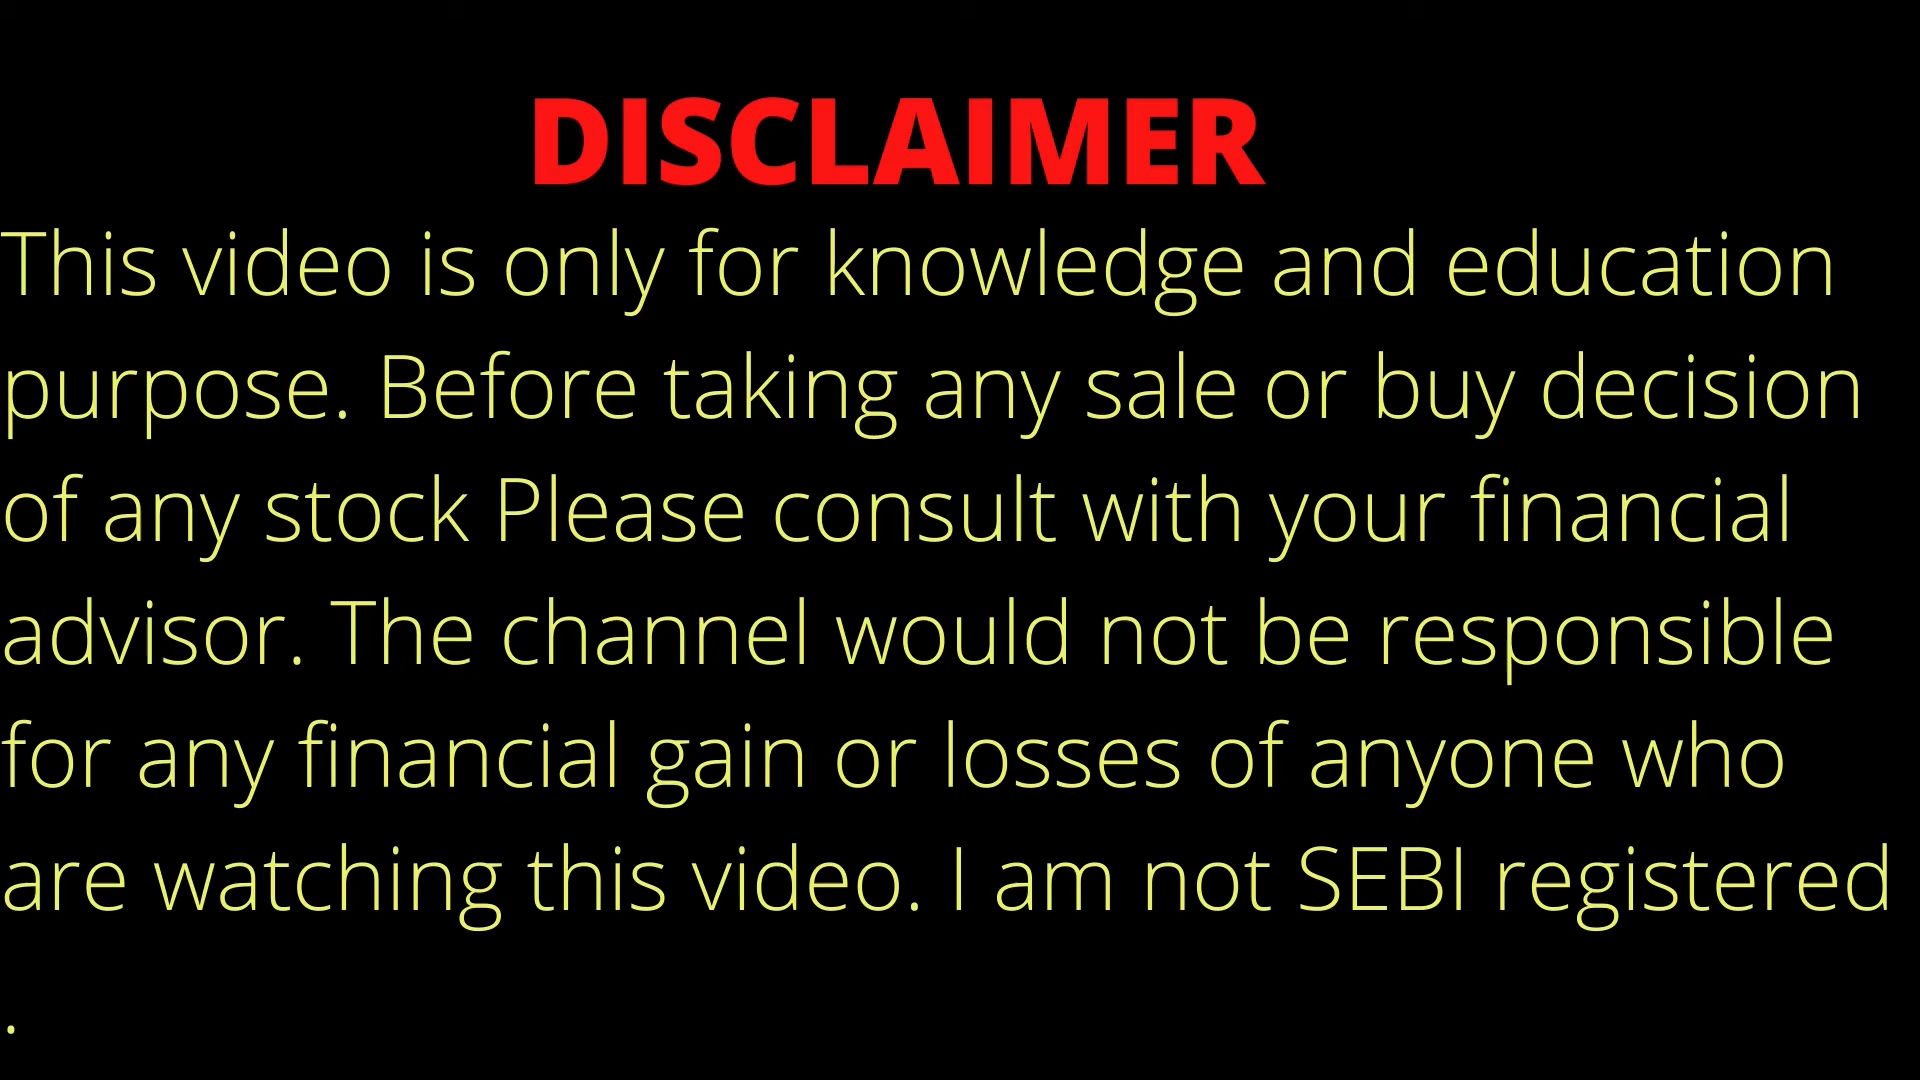 DISCLAIMER
This video is only for knowledge and education
purpose. Before taking any sale or buy decision
of any stock Please consult with your financial
advisor. The channel would not be responsible
for any financial gain or losses of anyone who
are watching this video. I am not SEBI registered
.